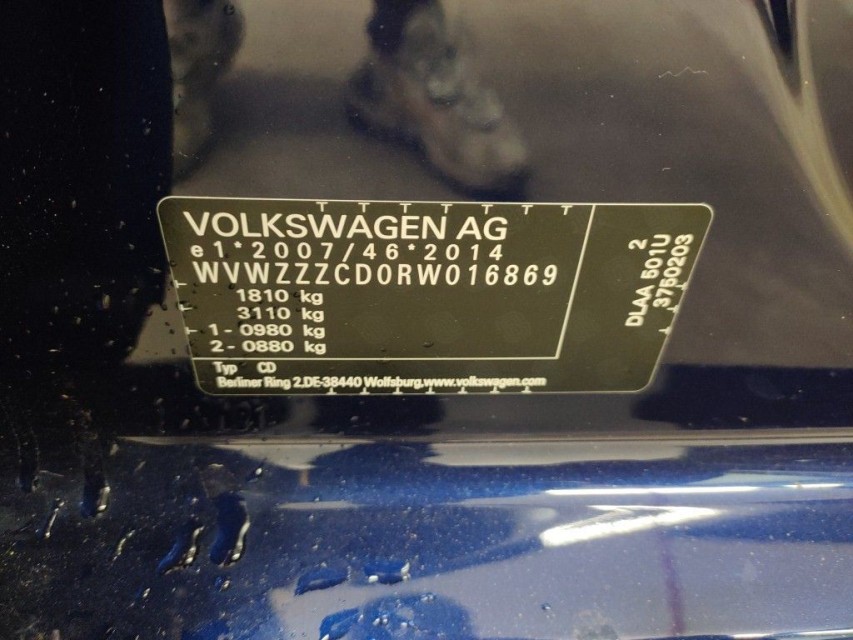 VOLKSWAGEN AG
e1*2007/46*2014
WVWZZZCD0RW016869
1810 kg
3110 kg
1- 0980 kg
2- 0880 kg
Typ CD
Berliner Ring 2,DE-38440 Wolfsburg,www.volkswagen.com
2
DLAA 501U
3750203